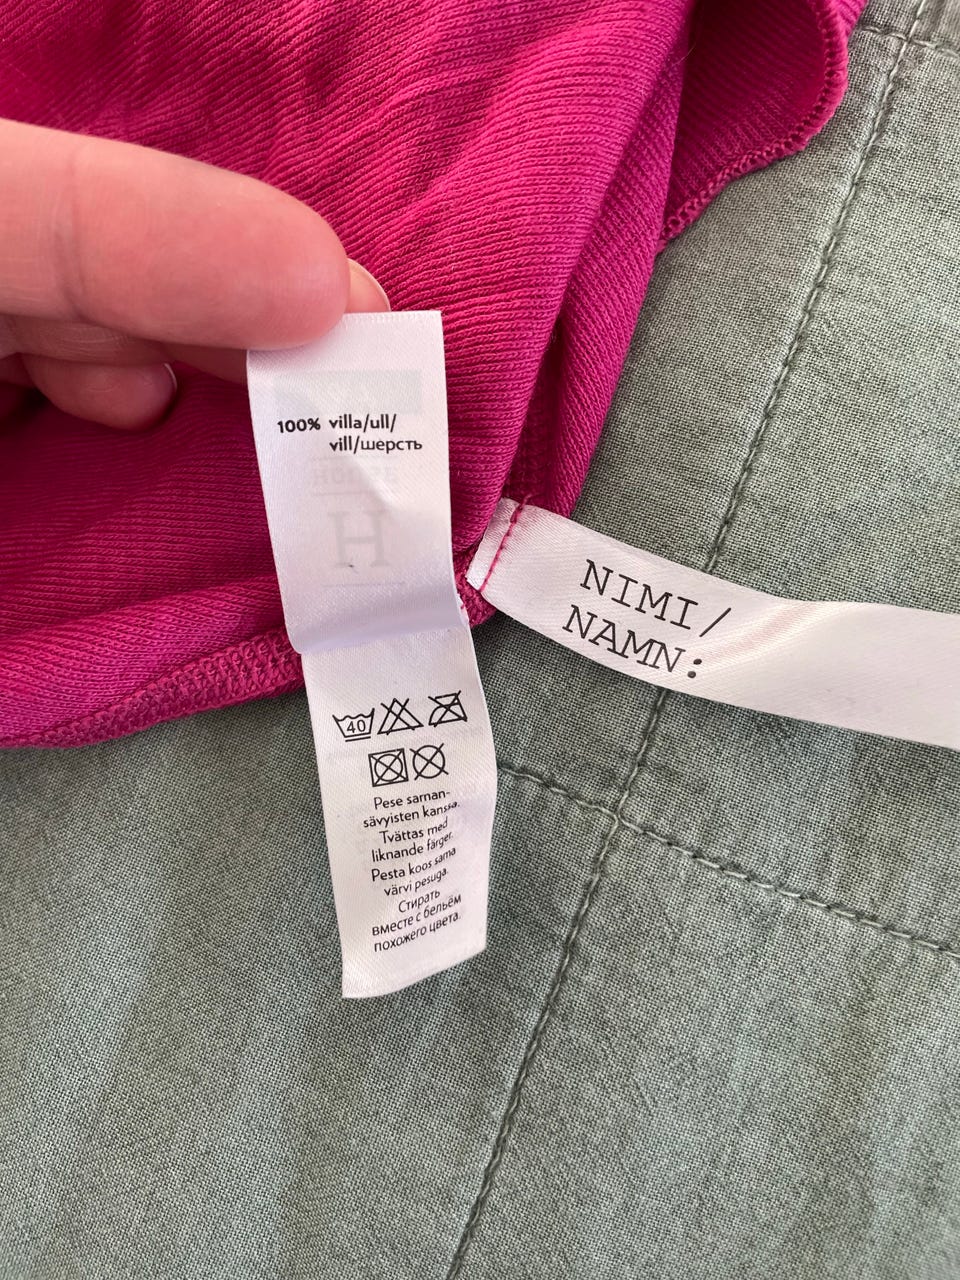 100% villa/ull/
vill/шерсть
H
NIMI/
NAMN:
40
Pese saman-
sävyisten kanssa.
Tvättas med
liknande färger.
Pesta koos sama
värvi pesuga.
Стирать
вместе с бельём
похожего цвета.